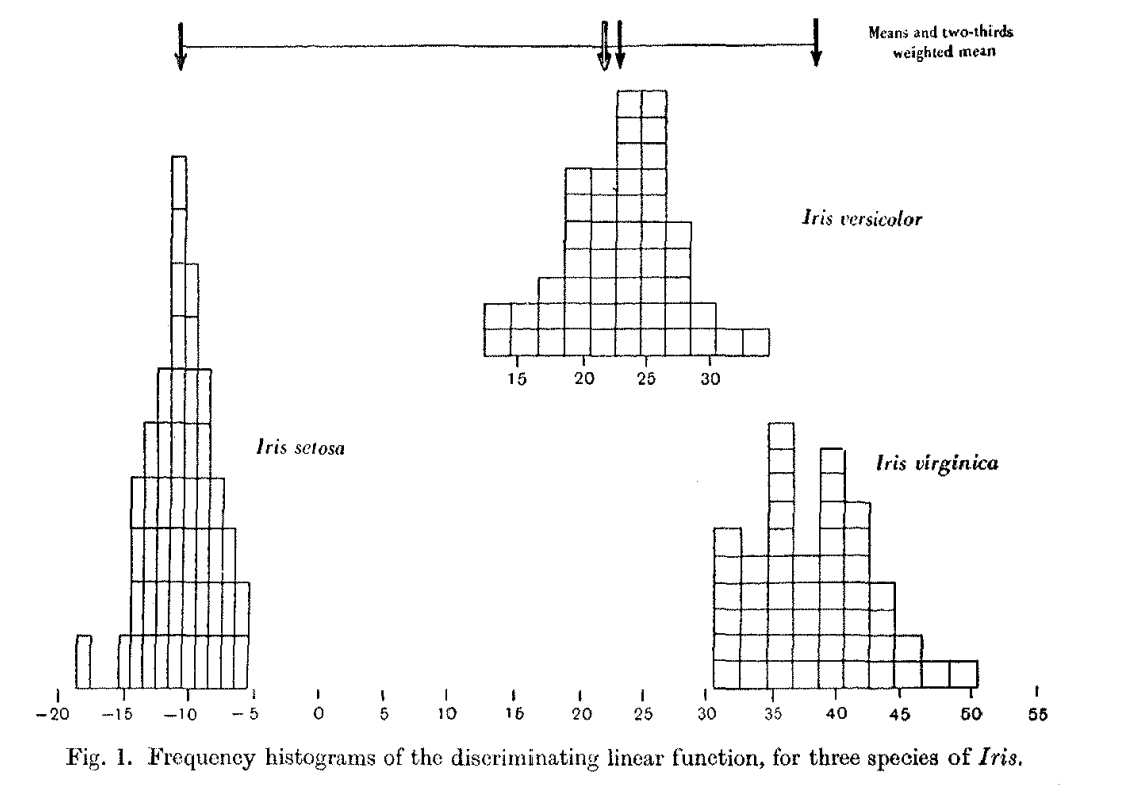 Means and two-thirds
weighted mean
Iris versicolor
15 20 25 30
Iris setosa
Iris virginica
−20 −15 −10 −5 0 5 10 15 20 25 30 35 40 45 50 55
Fig. 1. Frequency histograms of the discriminating linear function, for three species of Iris.